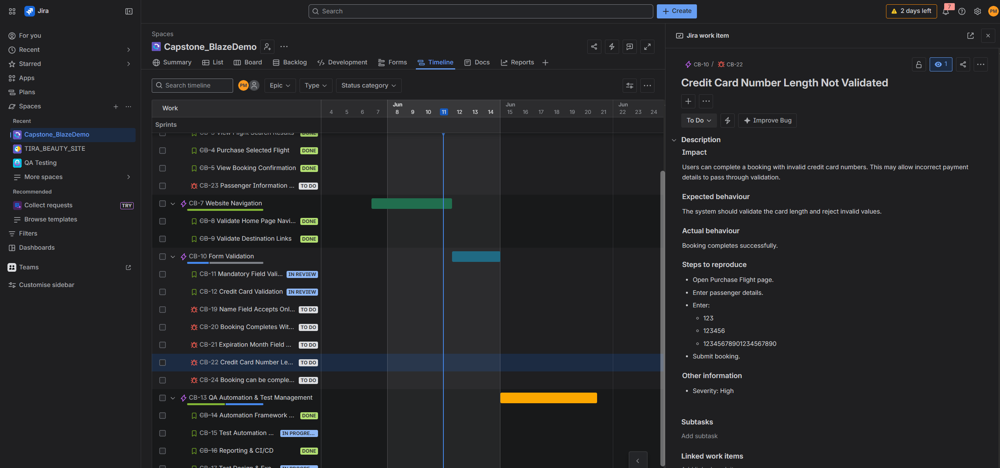 Jira
Search
Create
2 days left
7
PM
For you
Recent
Starred
Apps
Plans
Spaces
Recent
Capstone_BlazeDemo
TIRA_BEAUTY_SITE
QA Testing
More spaces
Recommended
Collect requests
TRY
Browse templates
Filters
Dashboards
Teams
Customise sidebar
Spaces
Capstone_BlazeDemo
Summary
List
Board
Backlog
Development
Forms
Timeline
Docs
Reports
Search timeline
PM
Epic
Type
Status category
Work
Jun
Jun
Jun
4 5 6 7 8 9 10 11 12 13 14 15 16 17 18 19 20 21 22 23 24
Sprints
CB-3 View Flight Search Results DONE
CB-4 Purchase Selected Flight DONE
CB-5 View Booking Confirmation DONE
CB-23 Passenger Information ... TO DO
CB-7 Website Navigation
CB-8 Validate Home Page Navi... DONE
CB-9 Validate Destination Links DONE
CB-10 Form Validation
CB-11 Mandatory Field Vali... IN REVIEW
CB-12 Credit Card Validation IN REVIEW
CB-19 Name Field Accepts Onl... TO DO
CB-20 Booking Completes Wit... TO DO
CB-21 Expiration Month Field ... TO DO
CB-22 Credit Card Number Le... TO DO
CB-24 Booking can be comple... TO DO
CB-13 QA Automation & Test Management
CB-14 Automation Framework ... DONE
CB-15 Test Automation ... IN PROGRE...
CB-16 Reporting & CI/CD DONE
CB-17 Test Design & Exe... IN PROGRE...
Jira work item
CB-10 / CB-22
1
Credit Card Number Length Not Validated
To Do
Improve Bug
Description
Impact
Users can complete a booking with invalid credit card numbers. This may allow incorrect payment
details to pass through validation.
Expected behaviour
The system should validate the card length and reject invalid values.
Actual behaviour
Booking completes successfully.
Steps to reproduce
• Open Purchase Flight page.
• Enter passenger details.
• Enter:
◦ 123
◦ 123456
◦ 12345678901234567890
• Submit booking.
Other information
• Severity: High
Subtasks
Add subtask
Linked work items